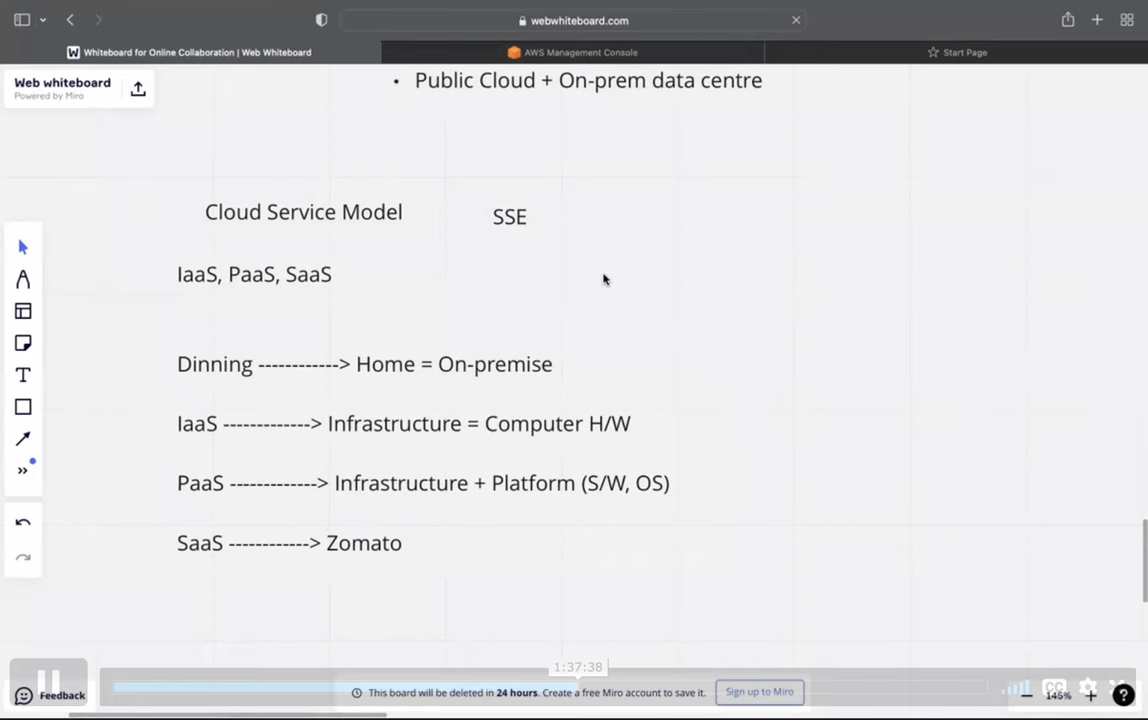 webwhiteboard.com
Whiteboard for Online Collaboration | Web Whiteboard
AWS Management Console
Start Page
Web whiteboard
Powered by Miro
• Public Cloud + On-prem data centre
Cloud Service Model
SSE
IaaS, PaaS, SaaS
Dinning ------------> Home = On-premise
IaaS -------------> Infrastructure = Computer H/W
PaaS -------------> Infrastructure + Platform (S/W, OS)
SaaS ------------> Zomato
1:37:38
Feedback
This board will be deleted in 24 hours. Create a free Miro account to save it.
Sign up to Miro
CC
145%